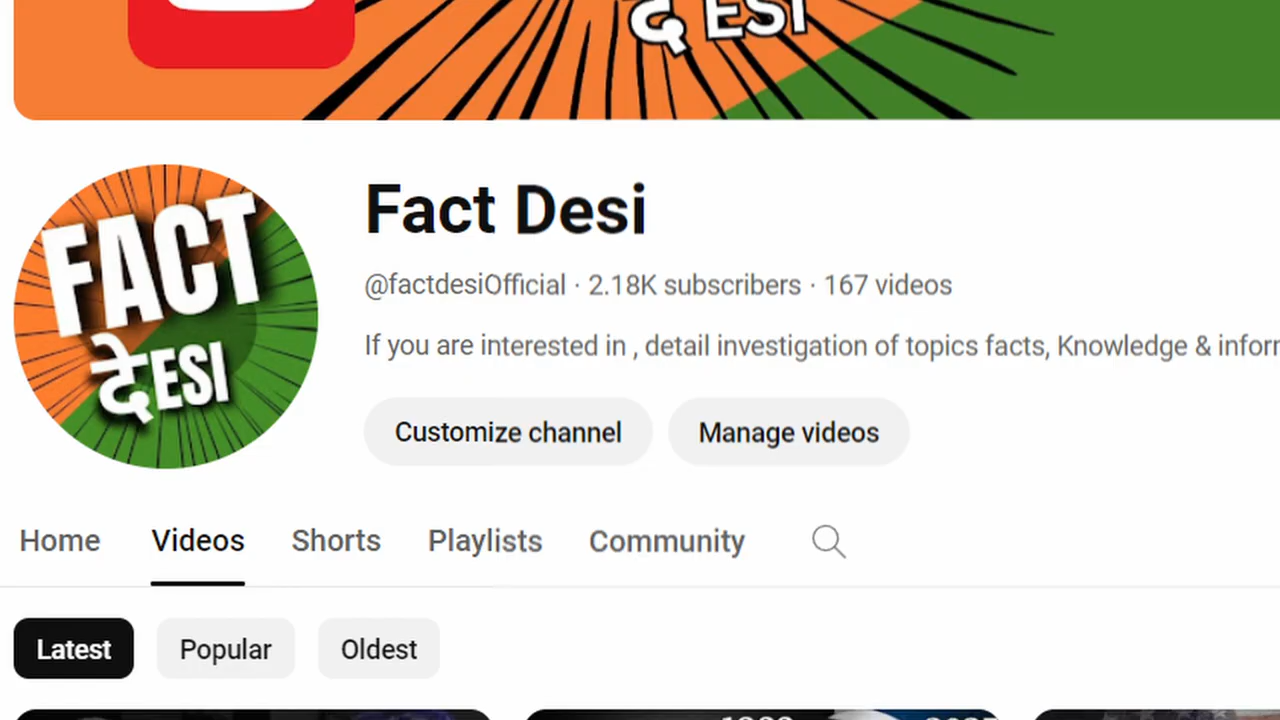 देESI
FACT
देESI
Fact Desi
@factdesiOfficial · 2.18K subscribers · 167 videos
If you are interested in , detail investigation of topics facts, Knowledge &
Customize channel
Manage videos
Home
Videos
Shorts
Playlists
Community
Latest
Popular
Oldest